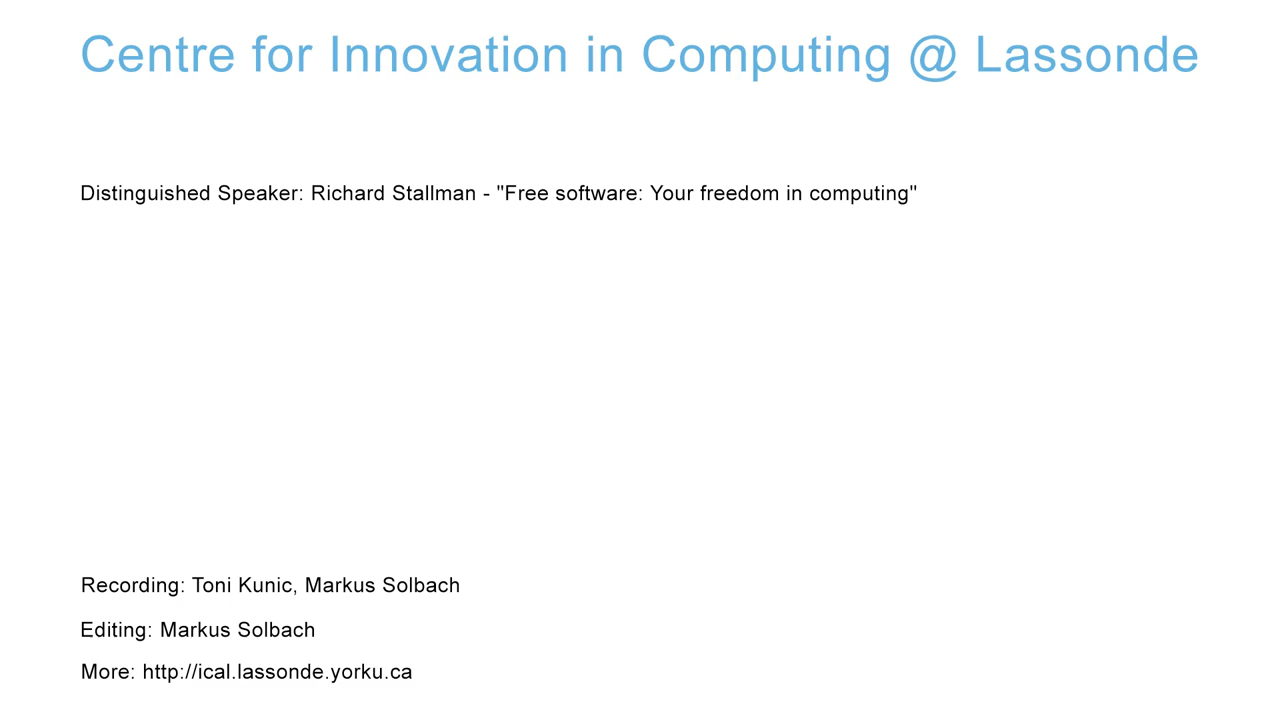 Centre for Innovation in Computing @ Lassonde
Distinguished Speaker: Richard Stallman - "Free software: Your freedom in computing"
Recording: Toni Kunic, Markus Solbach
Editing: Markus Solbach
More: http://ical.lassonde.yorku.ca